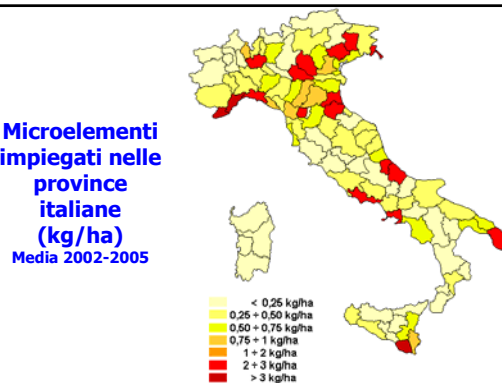 Microelementi
impiegati nelle
province
italiane
(kg/ha)
Media 2002-2005
< 0,25 kg/ha
0,25 ÷ 0,50 kg/ha
0,50 ÷ 0,75 kg/ha
0,75 ÷ 1 kg/ha
1 ÷ 2 kg/ha
2 ÷ 3 kg/ha
> 3 kg/ha